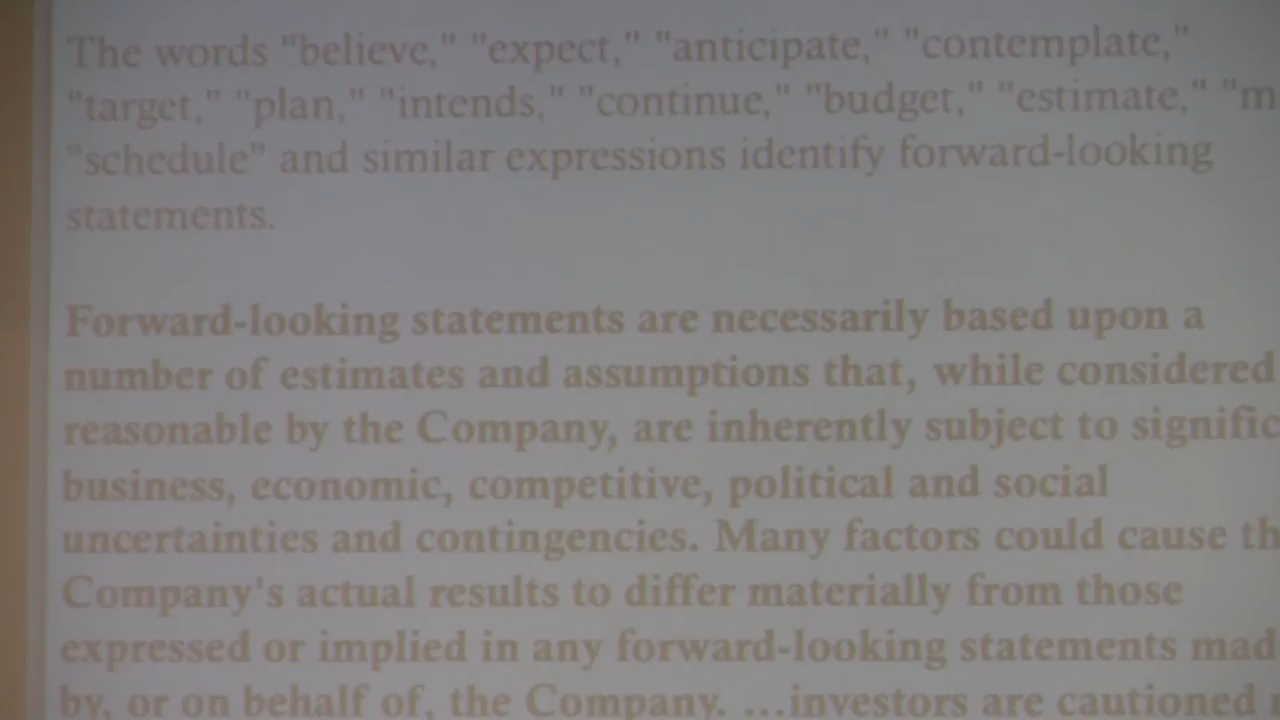 The words "believe," "expect," "anticipate," "contemplate,"
"target," "plan," "intends," "continue," "budget," "estimate,"
"schedule" and similar expressions identify forward-looking
statements.
Forward-looking statements are necessarily based upon a
number of estimates and assumptions that, while considered
reasonable by the Company, are inherently subject to
business, economic, competitive, political and social
uncertainties and contingencies. Many factors could cause
Company's actual results to differ materially from those
expressed or implied in any forward-looking statements
by, or on behalf of, the Company. ...investors are cautioned